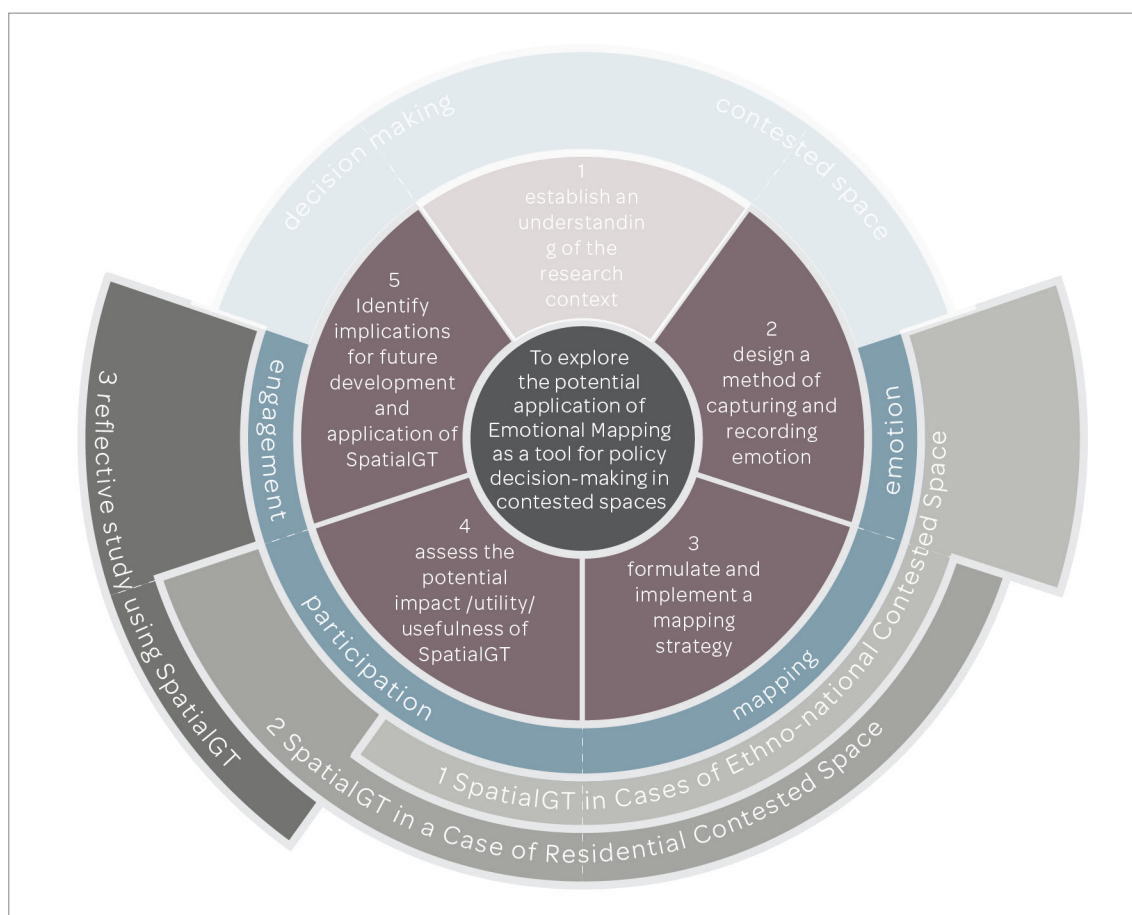 decision making
contested space
1
establish an
understandin
g of the
research
context
2
design a
method of
capturing and
recording
emotion
3
formulate and
implement a
mapping
strategy
4
assess the
potential
impact /utility/
usefulness of
SpatialGT
5
Identify
implications
for future
development
and
application of
SpatialGT
To explore
the potential
application of
Emotional Mapping
as a tool for policy
decision-making in
contested spaces
emotion
mapping
participation
engagement
1 SpatialGT in Cases of Ethno-national Contested Space
2 SpatialGT in a Case of Residential Contested Space
3 reflective study using SpatialGT